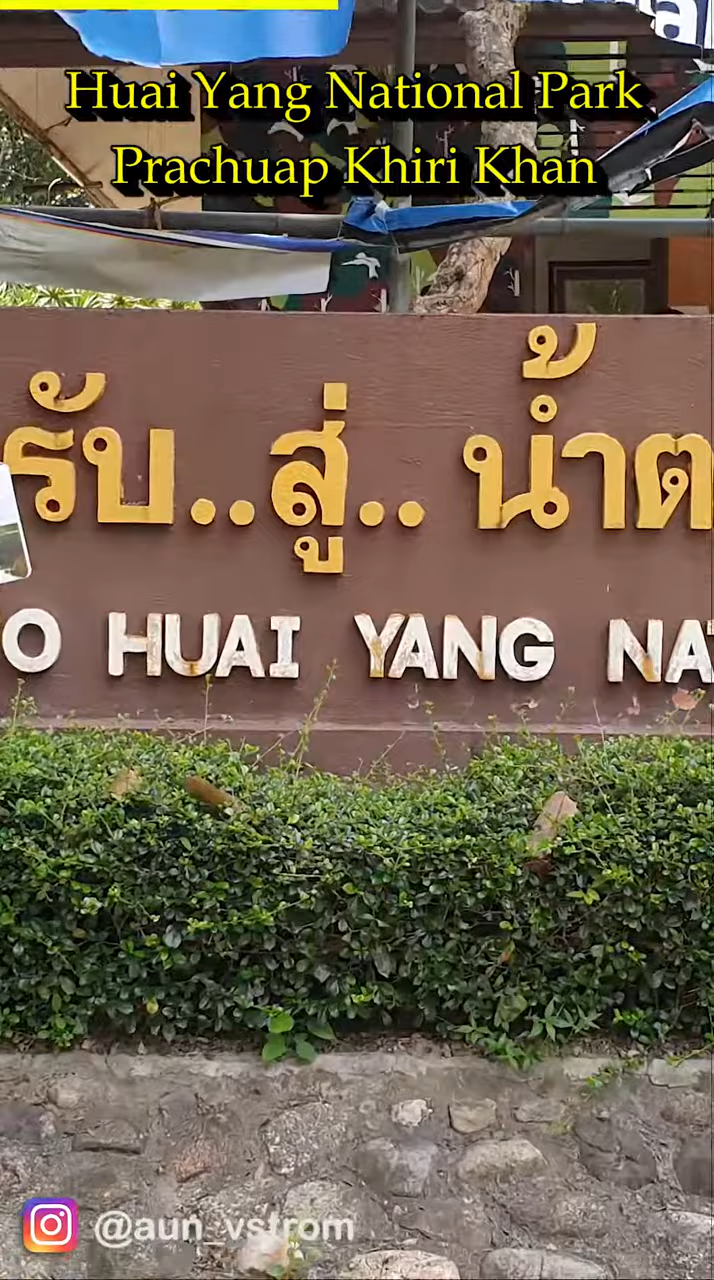 Huai Yang National Park
Prachuap Khiri Khan
รับ..สู่..น้ำต
O HUAI YANG NA
@aun_vstrom